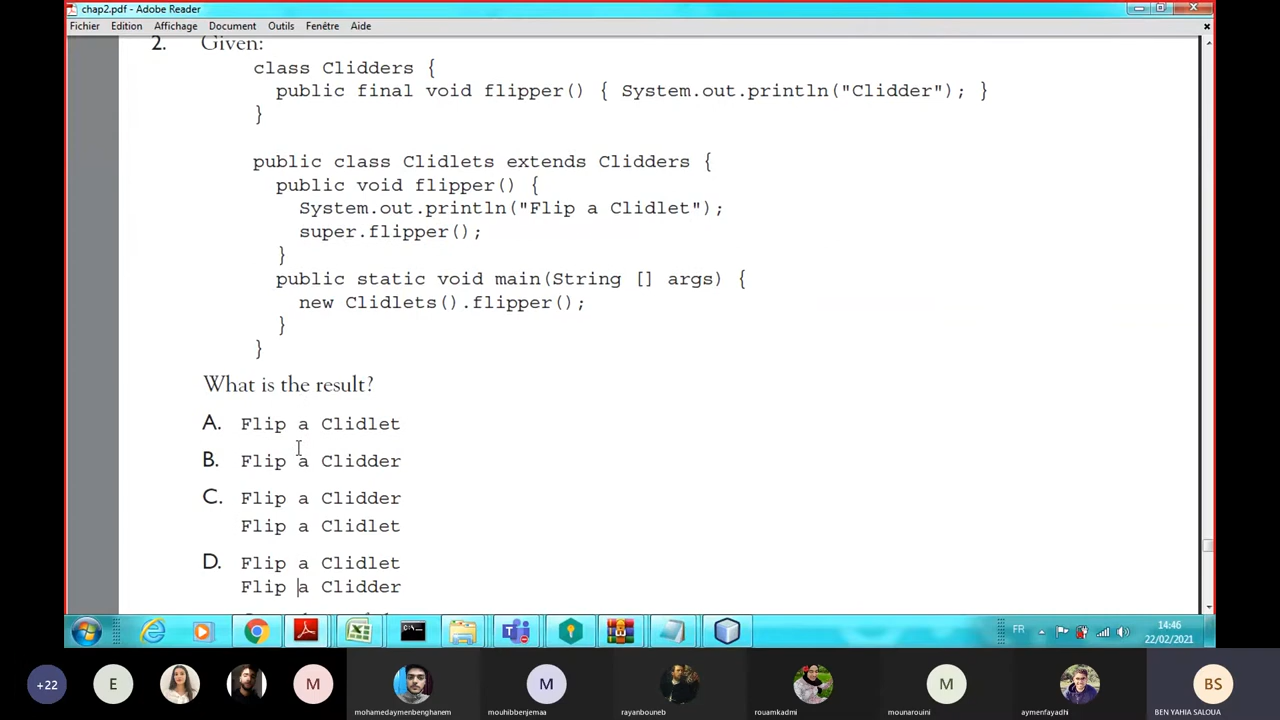 chap2.pdf - Adobe Reader
Fichier Edition Affichage Document Outils Fenêtre Aide
2. Given:
class Clidders {
public final void flipper() { System.out.println("Clidder"); }
}
public class Clidlets extends Clidders {
public void flipper() {
System.out.println("Flip a Clidlet");
super.flipper();
}
public static void main(String [] args) {
new Clidlets().flipper();
}
}
What is the result?
A. Flip a Clidlet
B. Flip a Clidder
C. Flip a Clidder
Flip a Clidlet
D. Flip a Clidlet
Flip a Clidder
FR
14:46
22/02/2021
+22
E
M
M
M
BS
mohamedaymenbenghanem
mouhibbenjemaa
rayanbouneb
rouamkadmi
mounarouini
aymenfayadhi
BEN YAHIA SALOUA